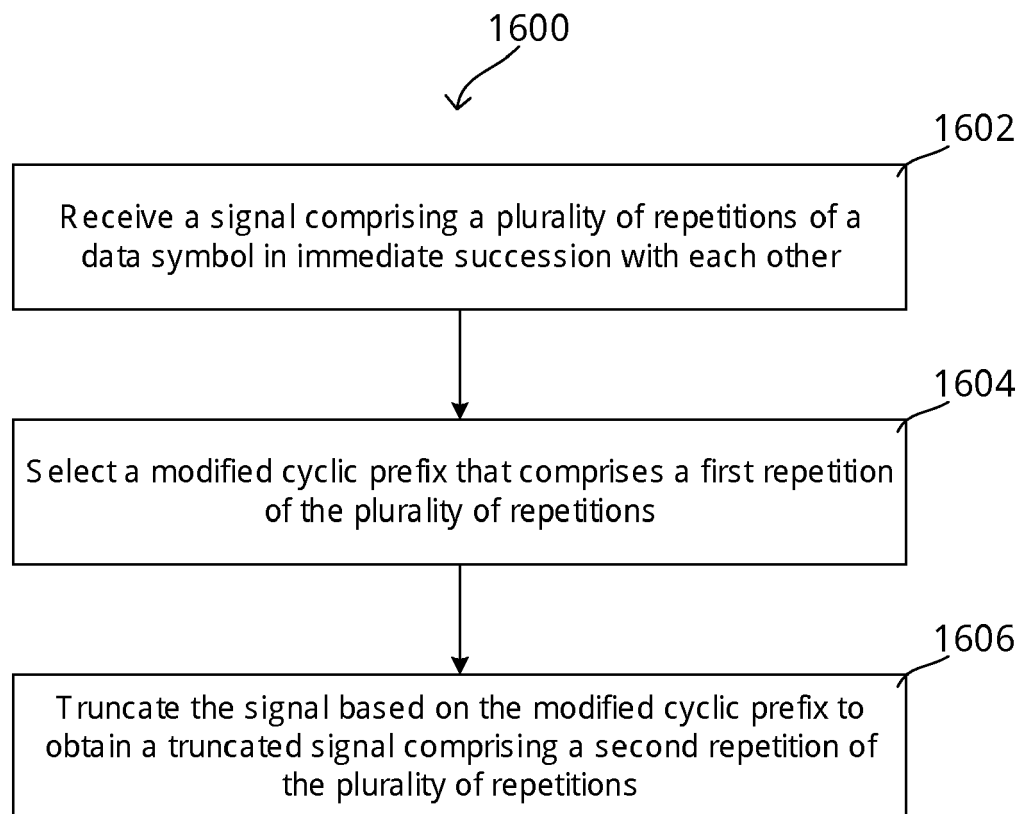 1600
1602
Receive a signal comprising a plurality of repetitions of a
data symbol in immediate succession with each other
1604
Select a modified cyclic prefix that comprises a first repetition
of the plurality of repetitions
1606
Truncate the signal based on the modified cyclic prefix to
obtain a truncated signal comprising a second repetition of
the plurality of repetitions